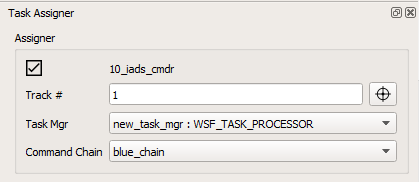 Task Assigner
Assigner
10_iads_cmdr
Track # 1
Task Mgr new_task_mgr : WSF_TASK_PROCESSOR
Command Chain blue_chain